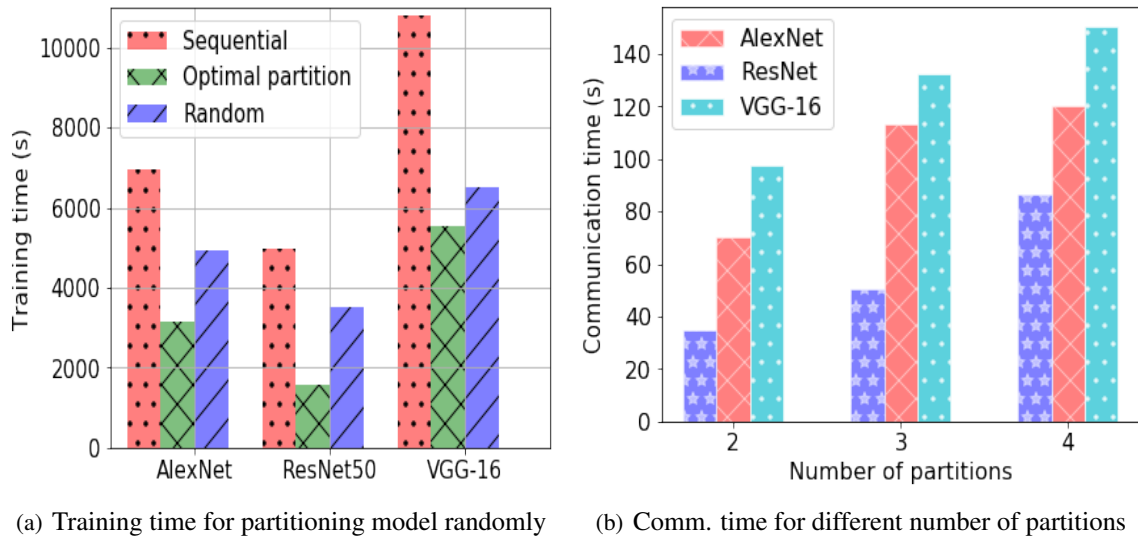 Training time (s)
10000
8000
6000
4000
2000
0
Sequential
Optimal partition
Random
AlexNet
ResNet50
VGG-16
(a) Training time for partitioning model randomly
Communication time (s)
140
120
100
80
60
40
20
0
AlexNet
ResNet
VGG-16
2
3
4
Number of partitions
(b) Comm. time for different number of partitions